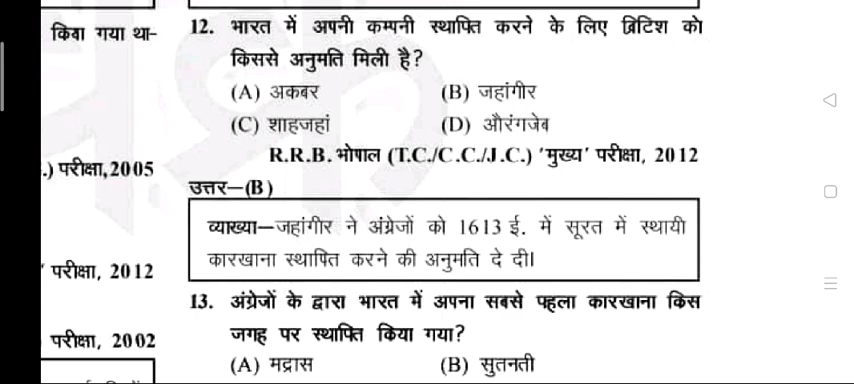 किया गया था-
.) परीक्षा,2005
परीक्षा, 2012
परीक्षा, 2002
12. भारत में अपनी कम्पनी स्थापित करने के लिए ब्रिटिश को
किससे अनुमति मिली है?
(A) अकबर (B) जहांगीर
(C) शाहजहां (D) औरंगजेब
R.R.B. भोपाल (T.C./C.C./J.C.) ‘मुख्य’ परीक्षा, 2012
उत्तर—(B)
व्याख्या—जहांगीर ने अंग्रेजों को 1613 ई. में सूरत में स्थायी
कारखाना स्थापित करने की अनुमति दे दी।
13. अंग्रेजों के द्वारा भारत में अपना सबसे पहला कारखाना किस
जगह पर स्थापित किया गया?
(A) मद्रास (B) सुतनती